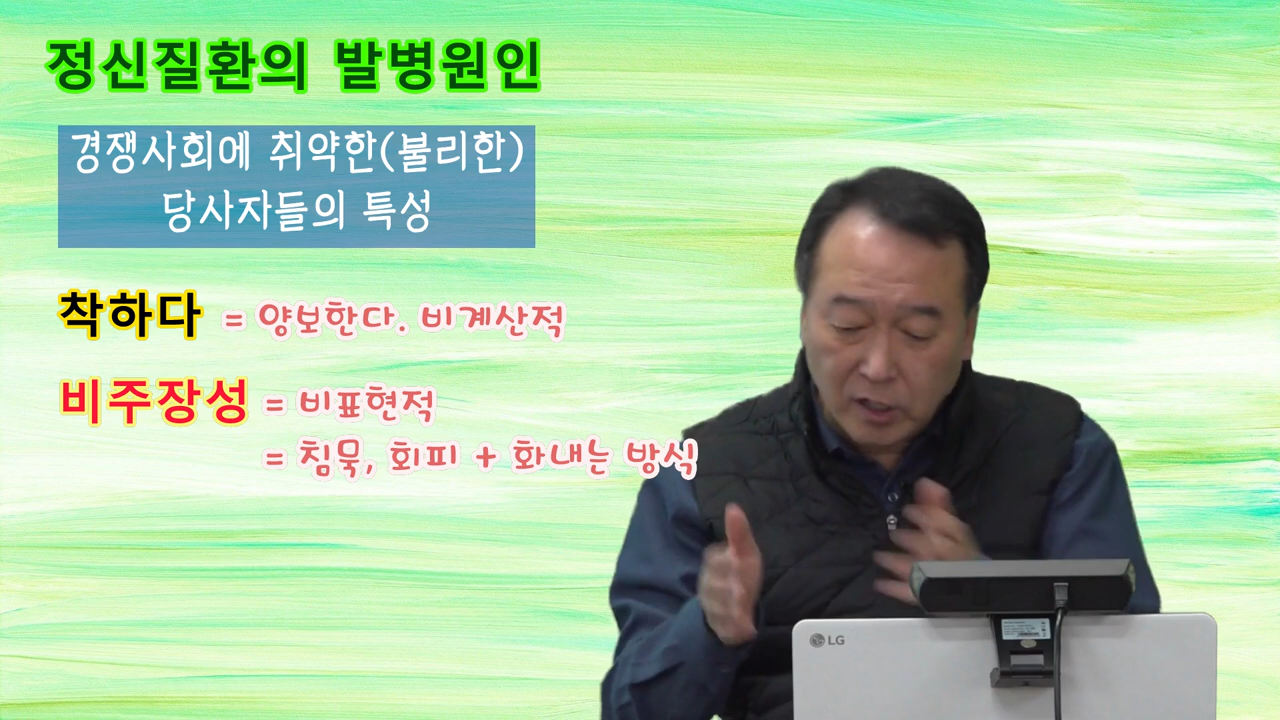 정신질환의 발병원인
경쟁사회에 취약한(불리한)
당사자들의 특성
착하다 = 양보한다. 비계산적
비주장성 = 비표현적
= 침묵, 회피 + 화내는 방식
LG